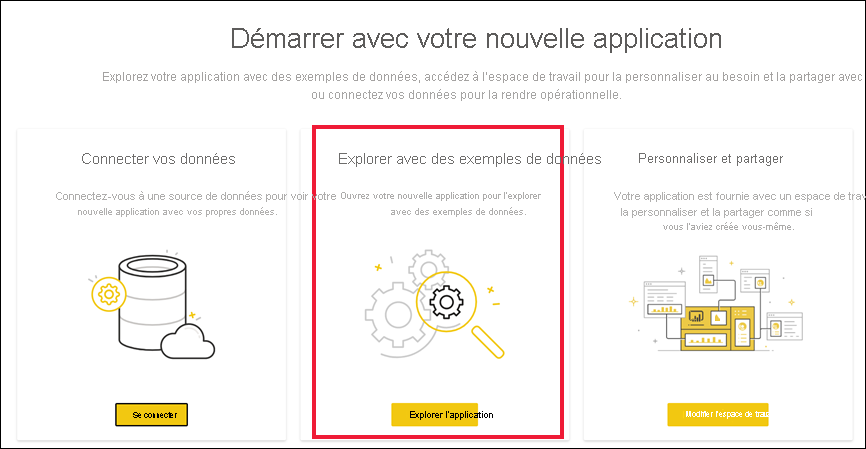 Démarrer avec votre nouvelle application
Explorez votre application avec des exemples de données, accédez à l'espace de travail pour la personnaliser au besoin et la partager avec
ou connectez vos données pour la rendre opérationnelle.
Connecter vos données
Connectez-vous à une source de données pour voir votre
nouvelle application avec vos propres données.
Se connecter
Explorer avec des exemples de données
Ouvrez votre nouvelle application pour l'explorer
avec des exemples de données.
Explorer l'application
Personnaliser et partager
Votre application est fournie avec un espace de
la personnaliser et la partager comme si
vous l'aviez créée vous-même.
Modifier l'espace de